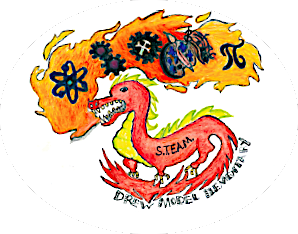 π
S.T.E.A.M.
DREW MODEL ELEMENTARY